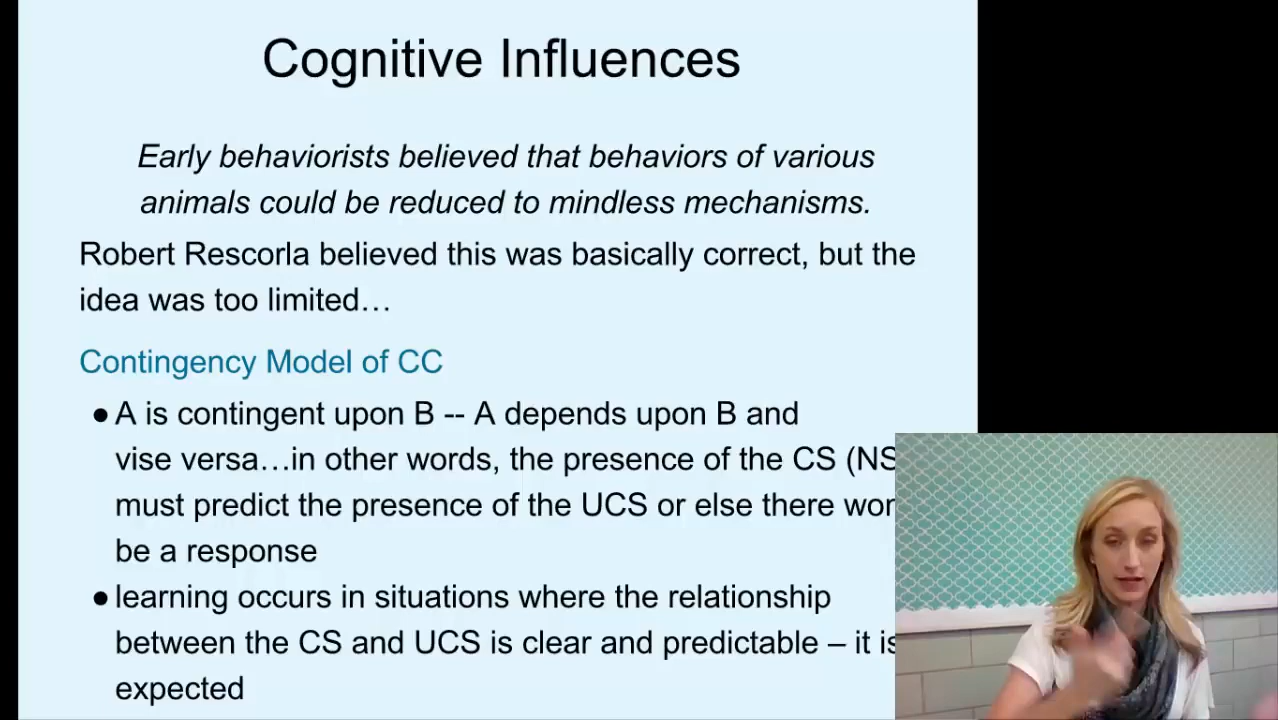 Cognitive Influences
Early behaviorists believed that behaviors of various
animals could be reduced to mindless mechanisms.
Robert Rescorla believed this was basically correct, but the
idea was too limited…
Contingency Model of CC
●A is contingent upon B -- A depends upon B and
vise versa…in other words, the presence of the CS (NS
must predict the presence of the UCS or else there
be a response
●learning occurs in situations where the relationship
between the CS and UCS is clear and predictable – it is
expected